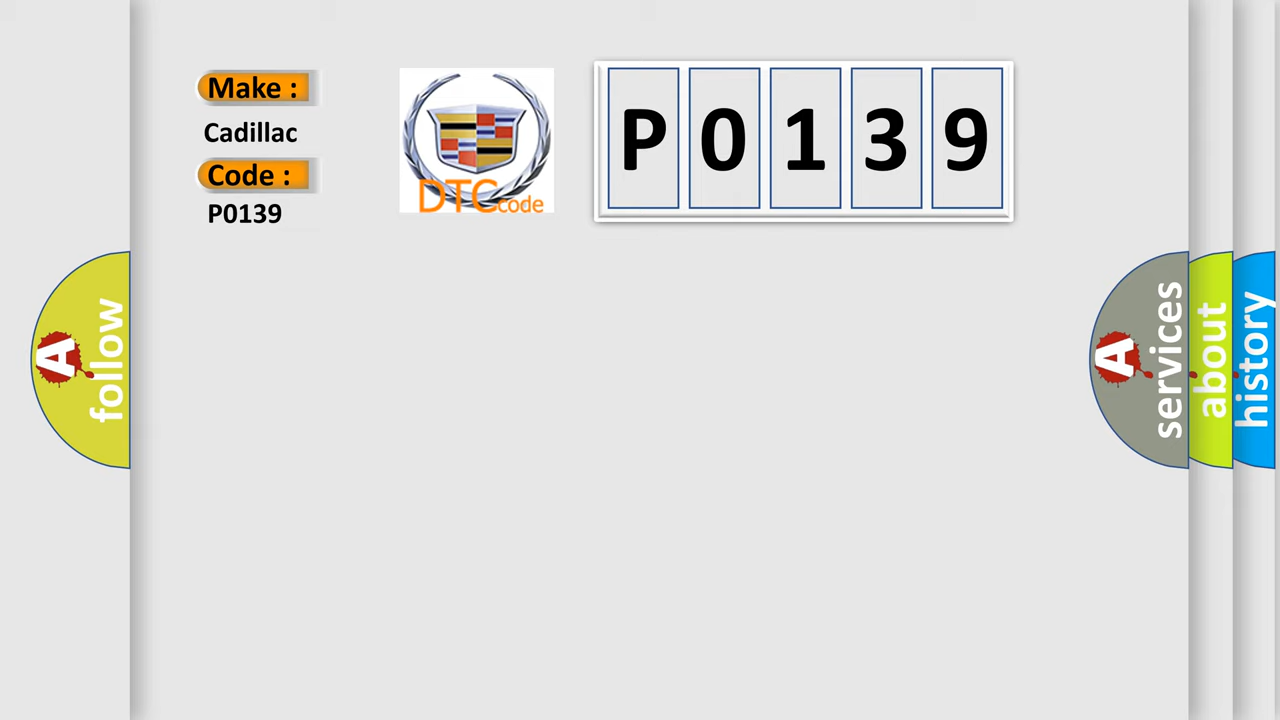 Make :
Cadillac
Code :
P0139
DTCcode
P 0 1 3 9
A follow
A services
about
history